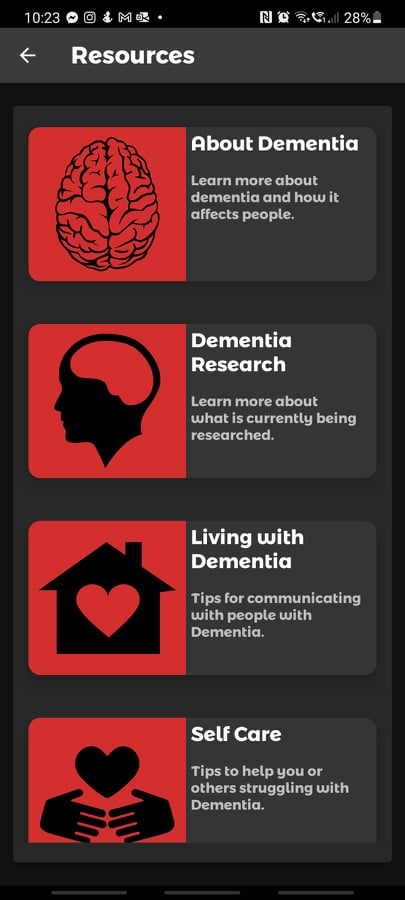 10:23
28%
Resources
About Dementia
Learn more about
dementia and how it
affects people.
Dementia
Research
Learn more about
what is currently being
researched.
Living with
Dementia
Tips for communicating
with people with
Dementia.
Self Care
Tips to help you or
others struggling with
Dementia.